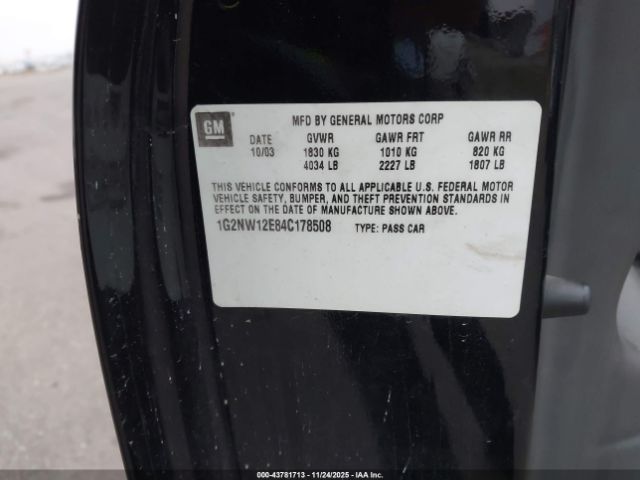 MFD BY GENERAL MOTORS CORP
GM
DATE GVWR GAWR FRT GAWR RR
10/03 1830 KG 1010 KG 820 KG
4034 LB 2227 LB 1807 LB
THIS VEHICLE CONFORMS TO ALL APPLICABLE U.S. FEDERAL MOTOR
VEHICLE SAFETY, BUMPER, AND THEFT PREVENTION STANDARDS IN
EFFECT ON THE DATE OF MANUFACTURE SHOWN ABOVE.
1G2NW12E84C178508 TYPE: PASS CAR
© 43781713 - 11/24/2025 - IAA, Inc.